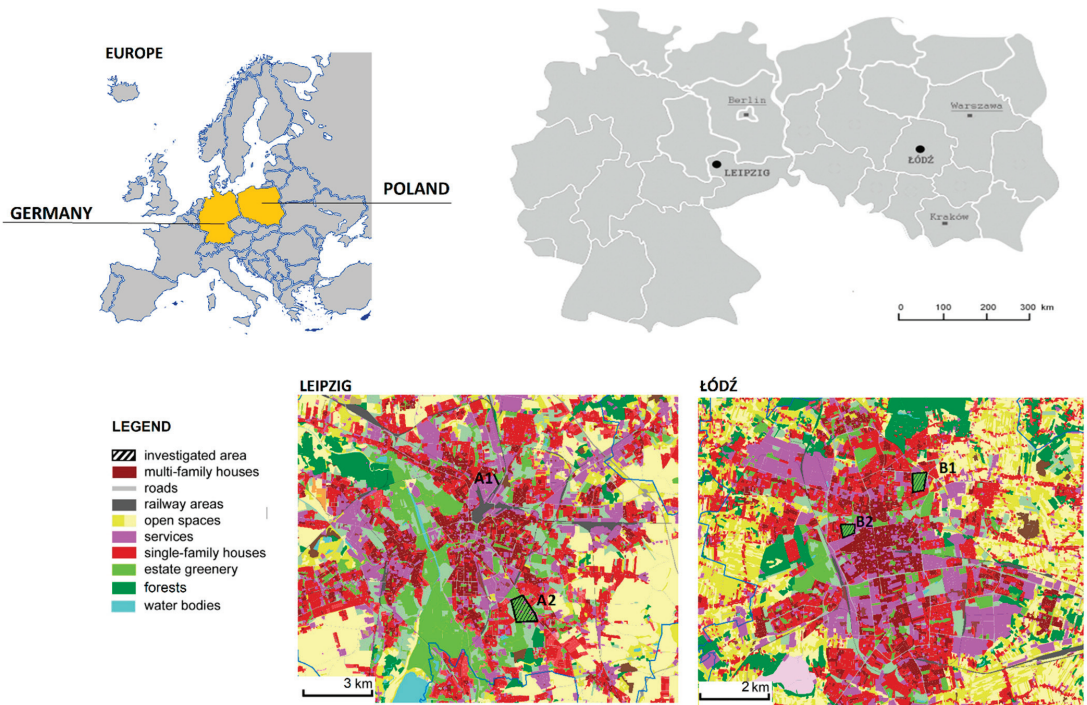 EUROPE
GERMANY
POLAND
Berlin
Warszawa
LEIPZIG
ŁÓDŹ
Kraków
0 100 200 300 km
LEGEND
investigated area
multi-family houses
roads
railway areas
open spaces
services
single-family houses
estate greenery
forests
water bodies
LEIPZIG
A1
A2
3 km
ŁÓDŹ
B1
B2
2 km